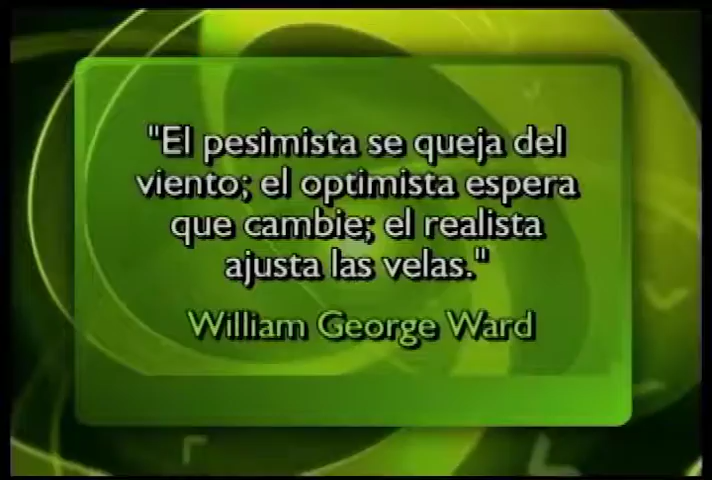 "El pesimista se queja del
viento; el optimista espera
que cambie; el realista
ajusta las velas."
William George Ward